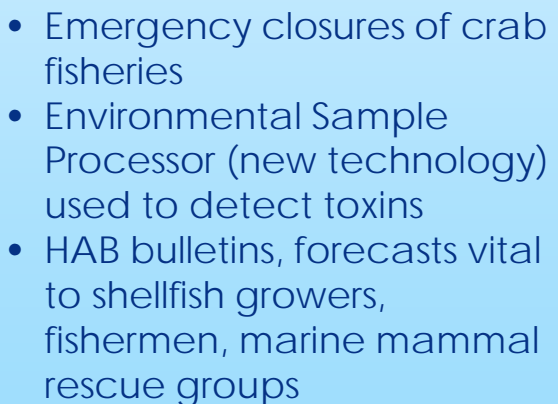 • Emergency closures of crab
fisheries
• Environmental Sample
Processor (new technology)
used to detect toxins
• HAB bulletins, forecasts vital
to shellfish growers,
fishermen, marine mammal
rescue groups